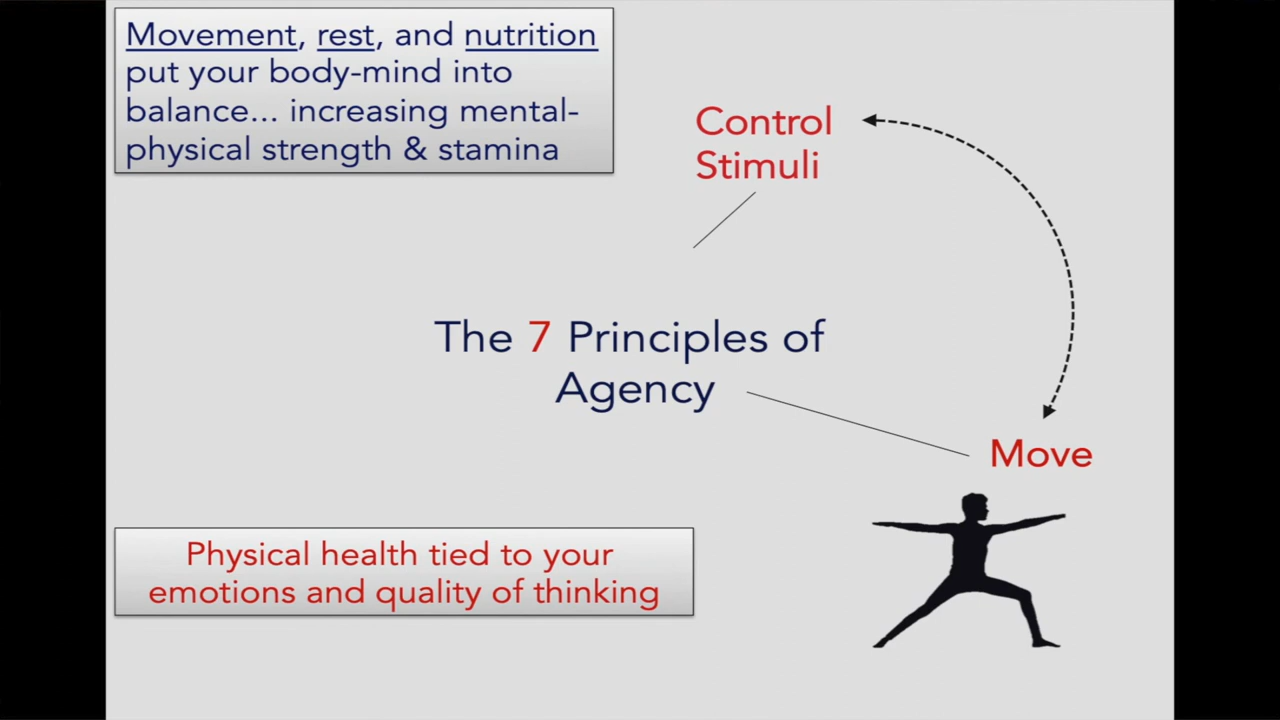 Movement, rest, and nutrition
put your body-mind into
balance... increasing mental-
physical strength & stamina
Control
Stimuli
The 7 Principles of
Agency
Move
Physical health tied to your
emotions and quality of thinking